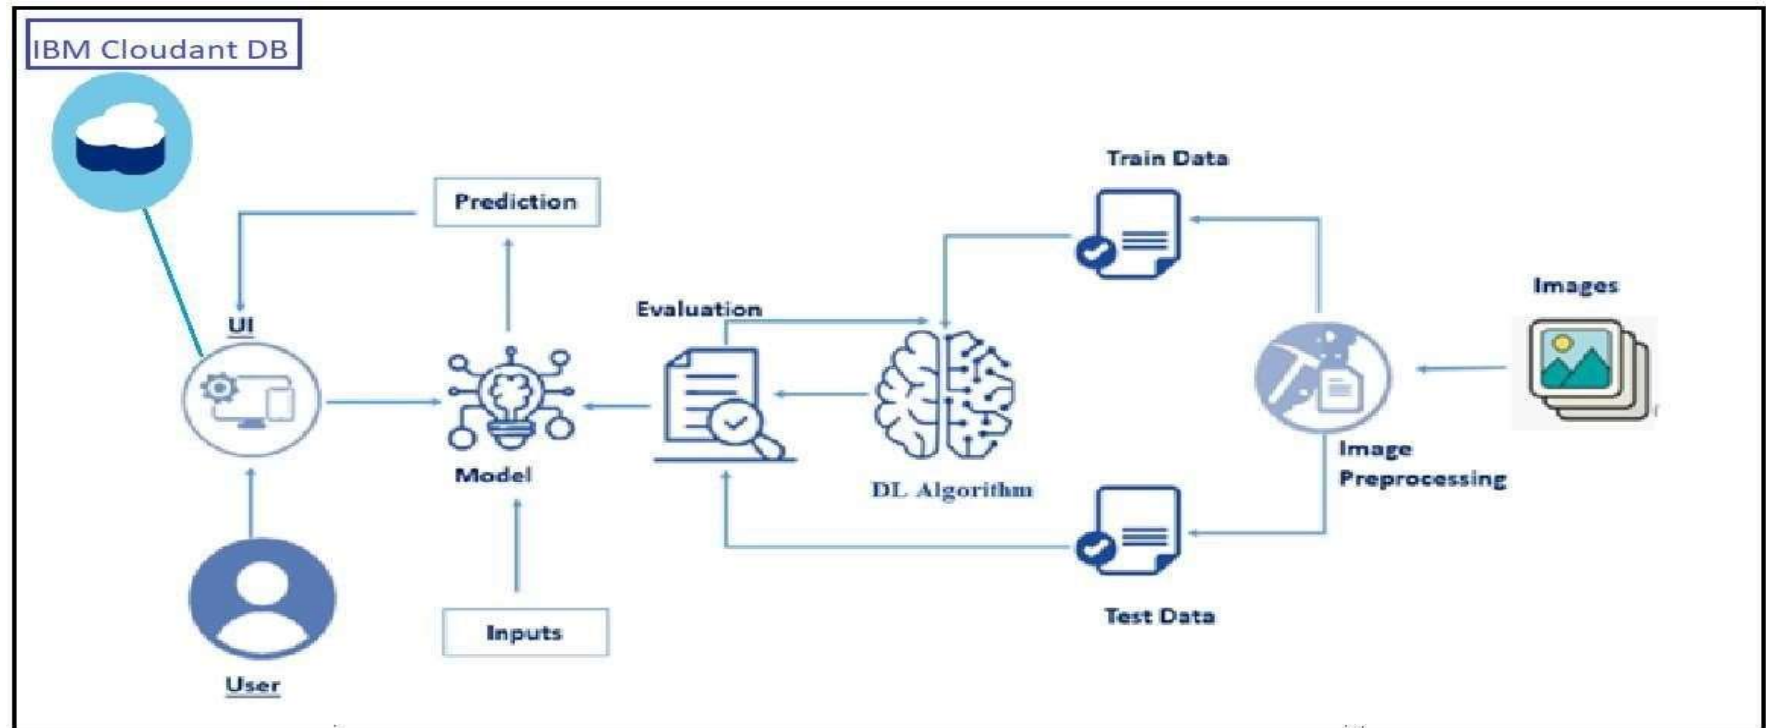 IBM Cloudant DB
Train Data
Prediction
Images
Evaluation
UI
Image
Preprocessing
Model
DL Algorithm
Test Data
Inputs
User